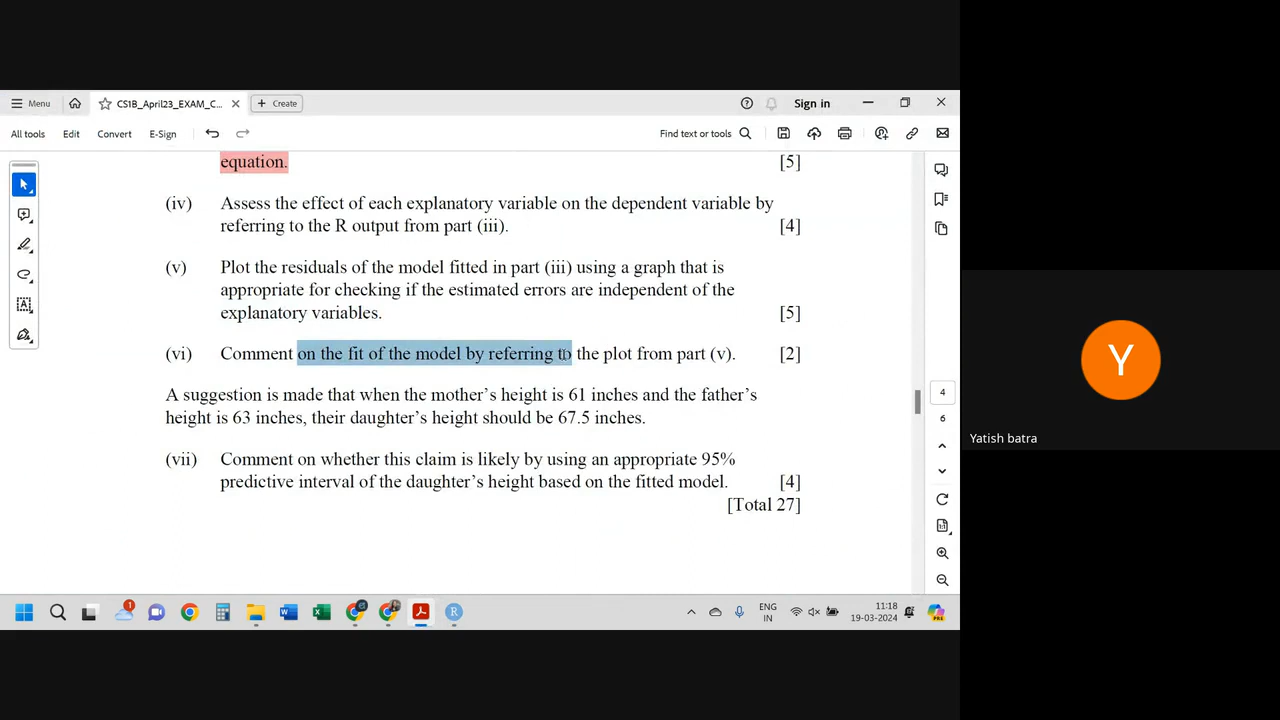 Menu
CS1B_April23_EXAM_C...
Create
Sign in
All tools
Edit
Convert
E-Sign
Find text or tools
equation. [5]
(iv) Assess the effect of each explanatory variable on the dependent variable by
referring to the R output from part (iii). [4]
(v) Plot the residuals of the model fitted in part (iii) using a graph that is
appropriate for checking if the estimated errors are independent of the
explanatory variables. [5]
(vi) Comment on the fit of the model by referring to the plot from part (v). [2]
A suggestion is made that when the mother's height is 61 inches and the father's
height is 63 inches, their daughter's height should be 67.5 inches.
(vii) Comment on whether this claim is likely by using an appropriate 95%
predictive interval of the daughter's height based on the fitted model. [4]
[Total 27]
4
6
Y
Yatish batra
1
ENG
IN
11:18
19-03-2024